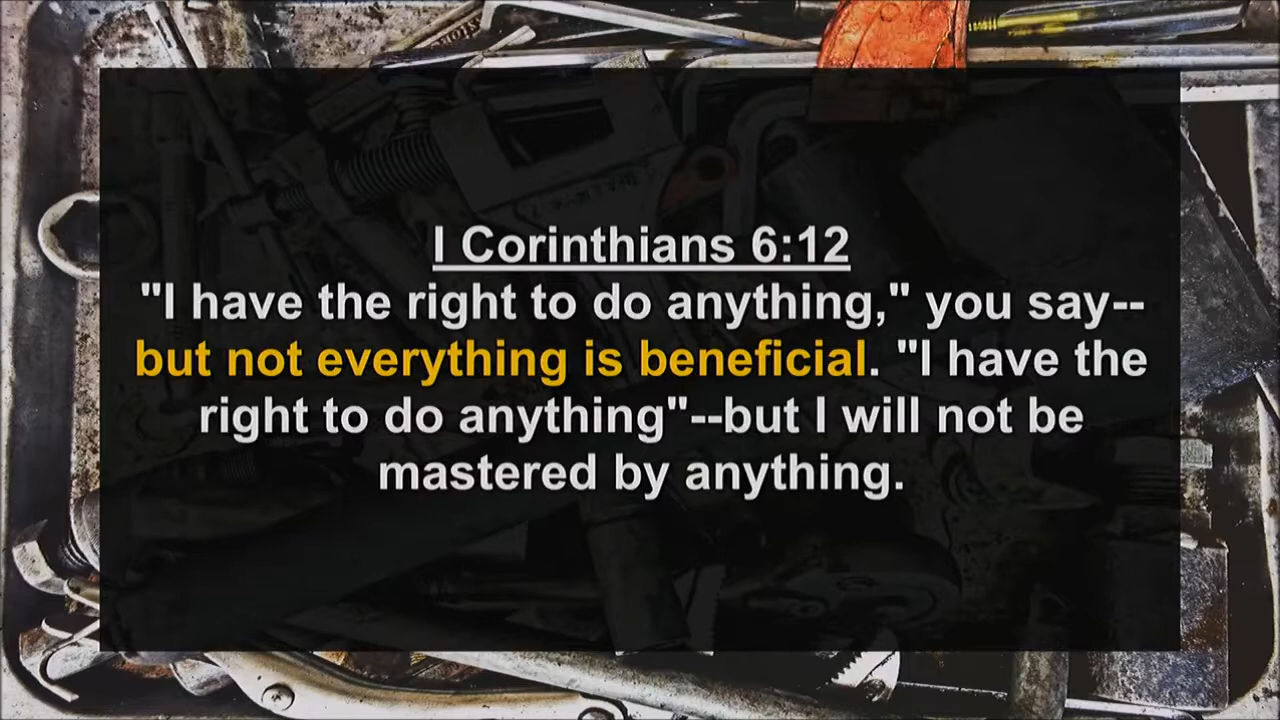 I Corinthians 6:12
"I have the right to do anything," you say--
but not everything is beneficial. "I have the
right to do anything"--but I will not be
mastered by anything.